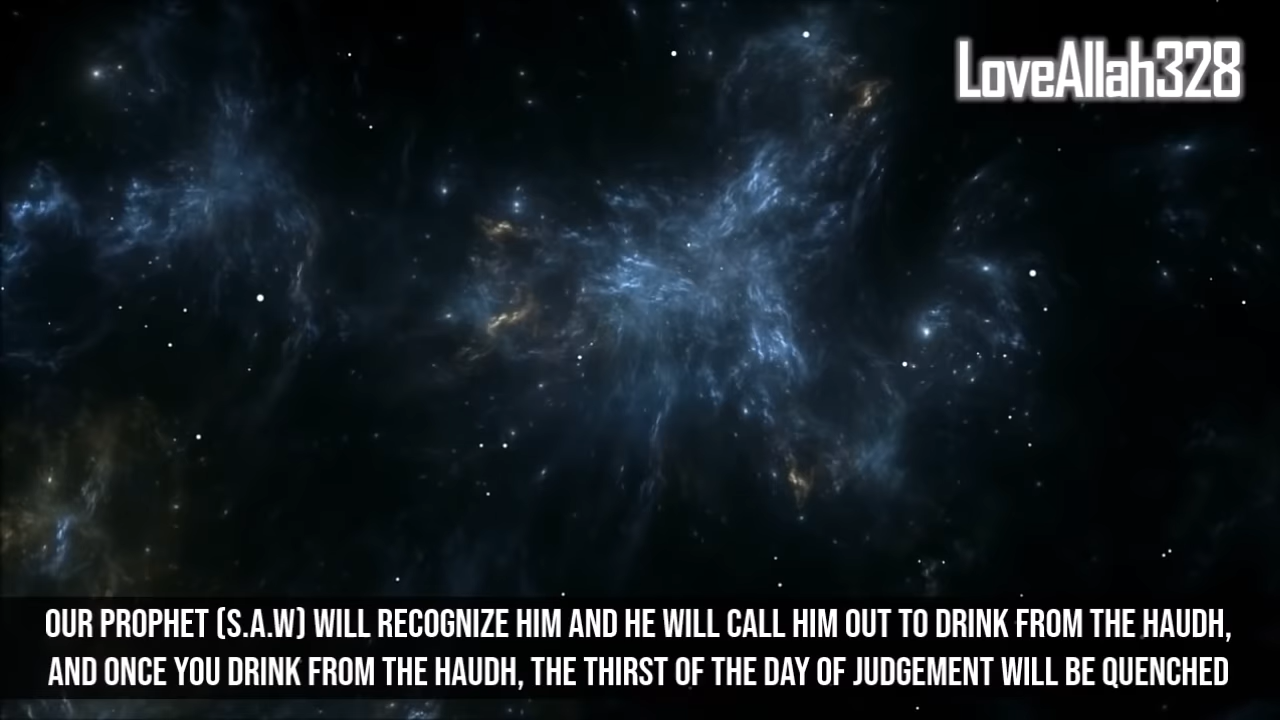 LoveAllah328
OUR PROPHET (S.A.W) WILL RECOGNIZE HIM AND HE WILL CALL HIM OUT TO DRINK FROM THE HAUDH,
AND ONCE YOU DRINK FROM THE HAUDH, THE THIRST OF THE DAY OF JUDGEMENT WILL BE QUENCHED